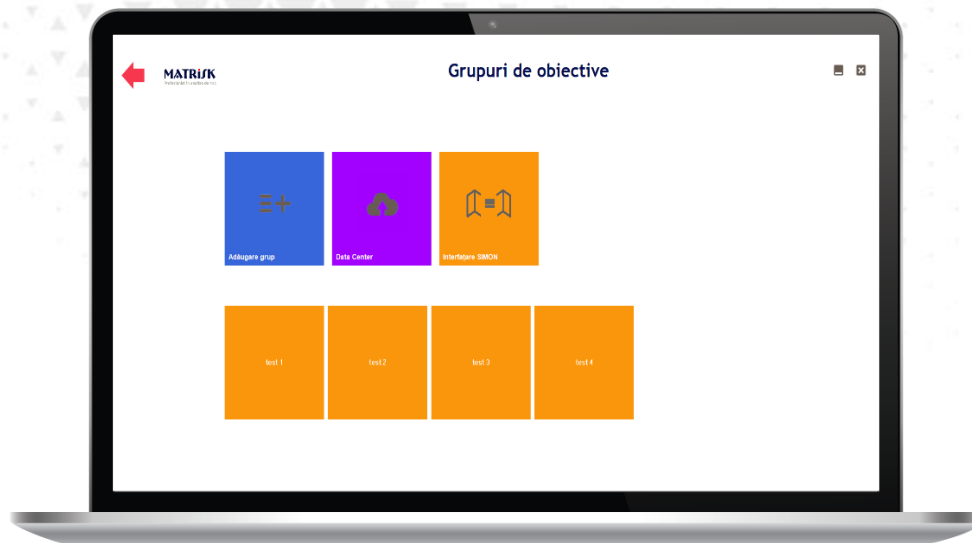 MATRISK
Grupuri de obiective
Adăugare grup
Data Center
Interfațare SIMON
test 1
test 2
test 3
test 4